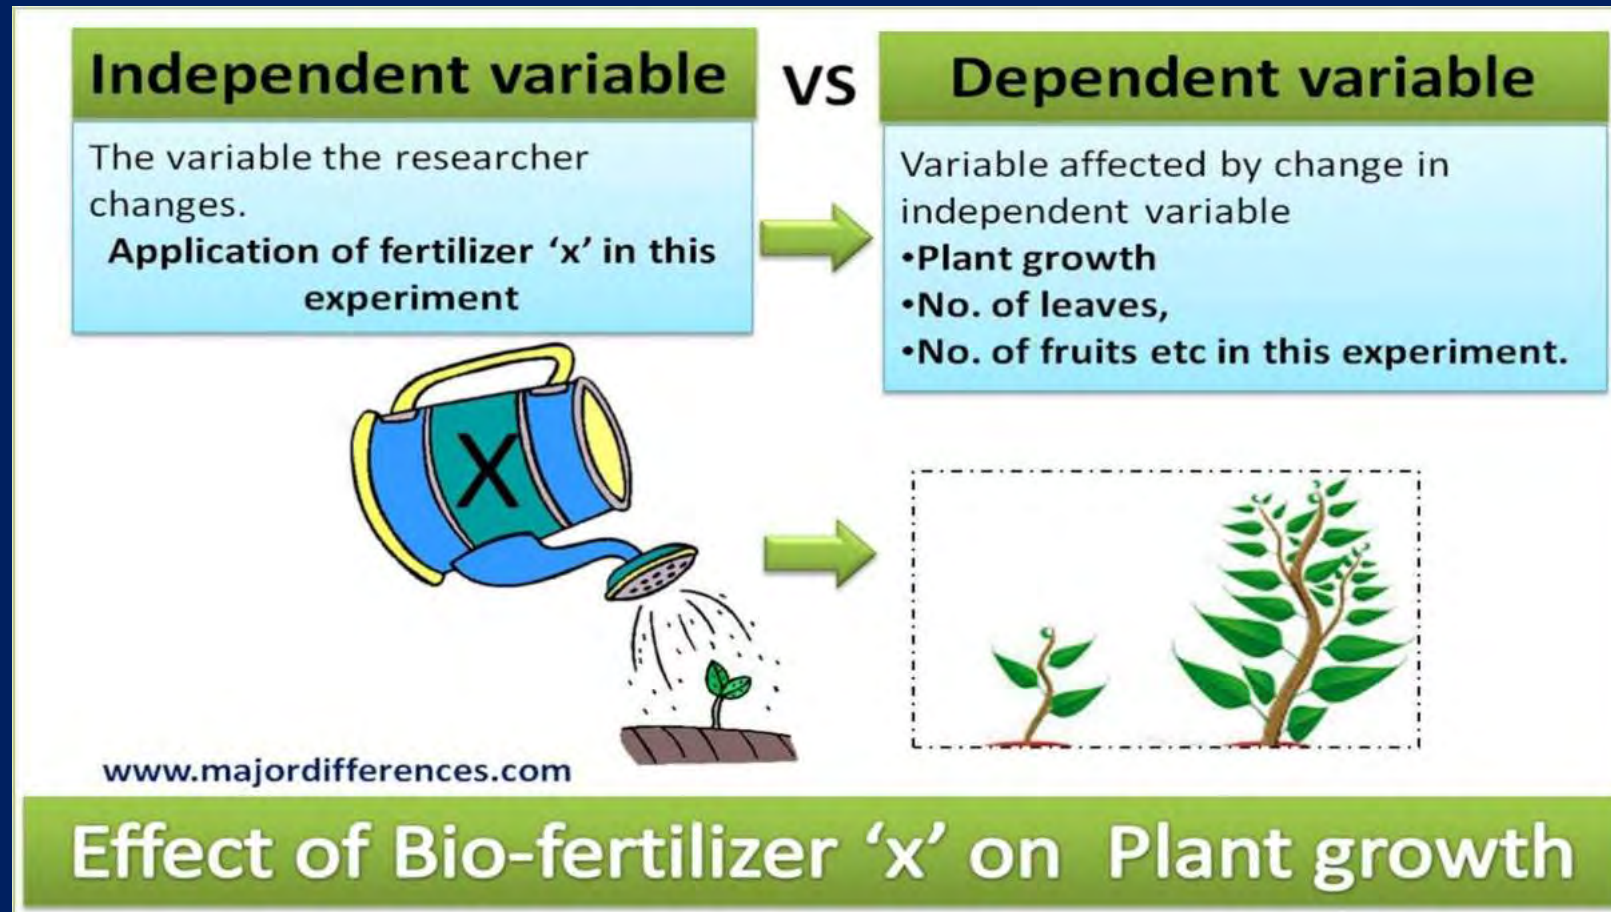 Independent variable
VS
Dependent variable
The variable the researcher
changes.
Application of fertilizer ‘x’ in this
experiment
Variable affected by change in
independent variable
•Plant growth
•No. of leaves,
•No. of fruits etc in this experiment.
X
www.majordifferences.com
Effect of Bio-fertilizer ‘x’ on Plant growth